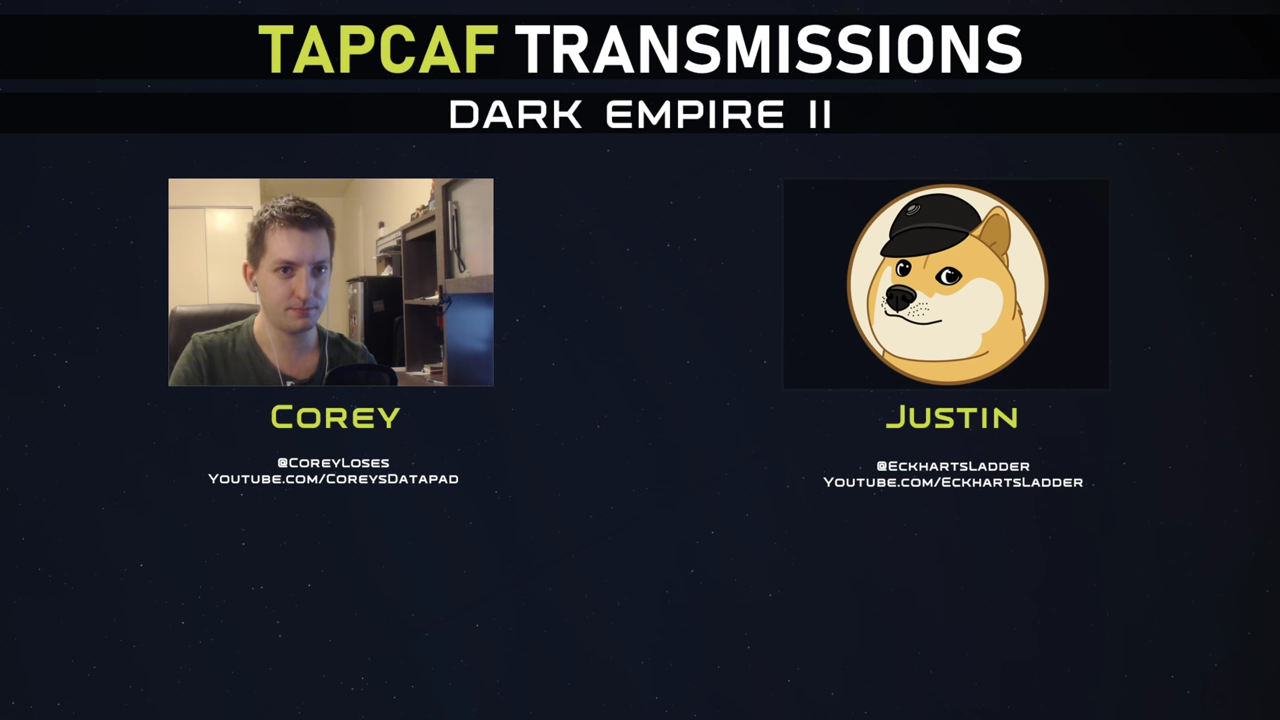 TAPCAF TRANSMISSIONS
DARK EMPIRE II
COREY
@COREYLOSES
YOUTUBE.COM/COREYSDATAPAD
JUSTIN
@ECKHARTSLADDER
YOUTUBE.COM/ECKHARTSLADDER